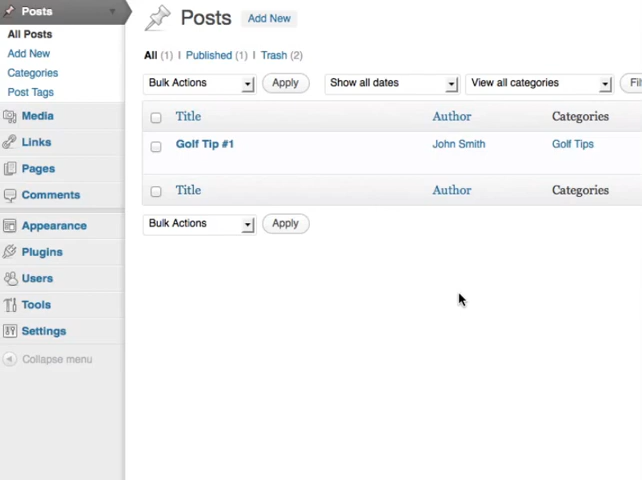 Posts
All Posts
Add New
Categories
Post Tags
Media
Links
Pages
Comments
Appearance
Plugins
Users
Tools
Settings
Collapse menu
Posts Add New
All (1) | Published (1) | Trash (2)
Bulk Actions Apply Show all dates View all categories Fil
Title Author Categories
Golf Tip #1 John Smith Golf Tips
Title Author Categories
Bulk Actions Apply